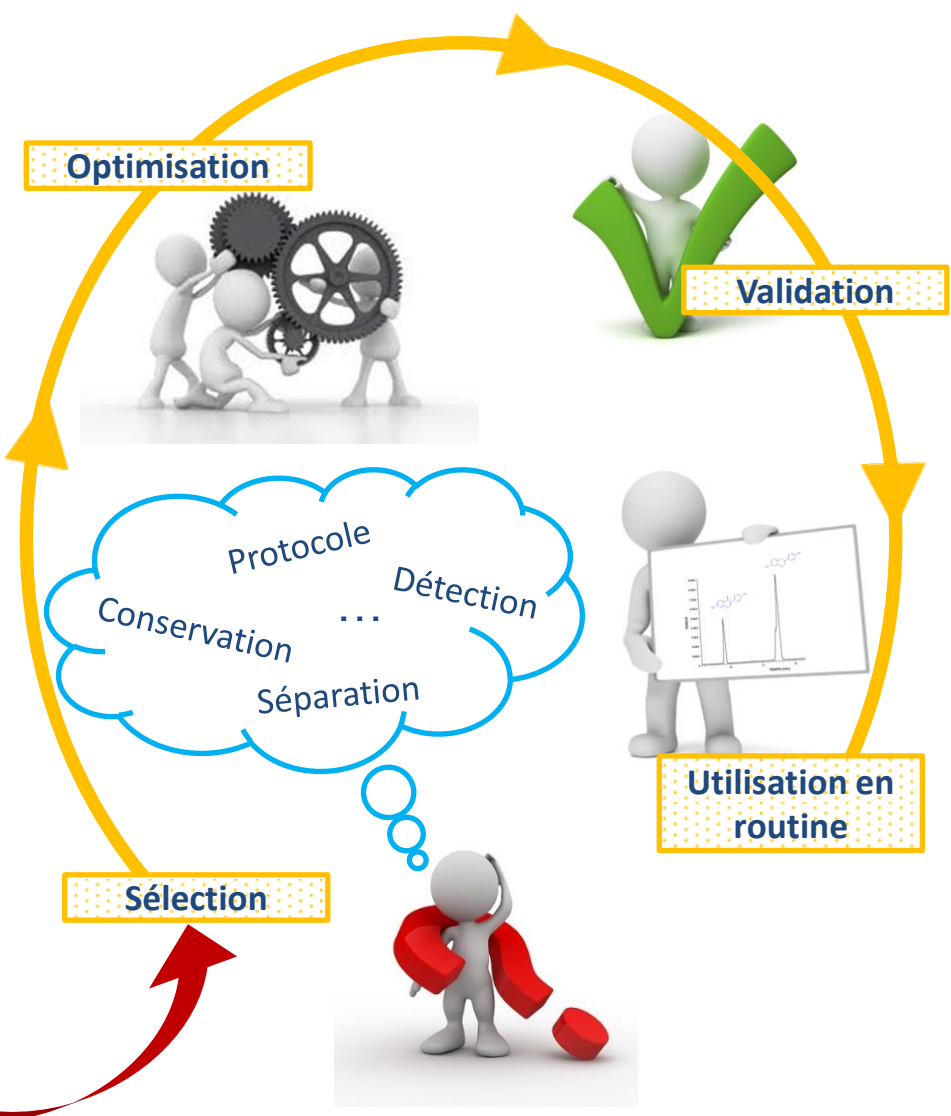 Optimisation
Validation
Protocole
Détection
Conservation
...
Séparation
Utilisation en
routine
Sélection